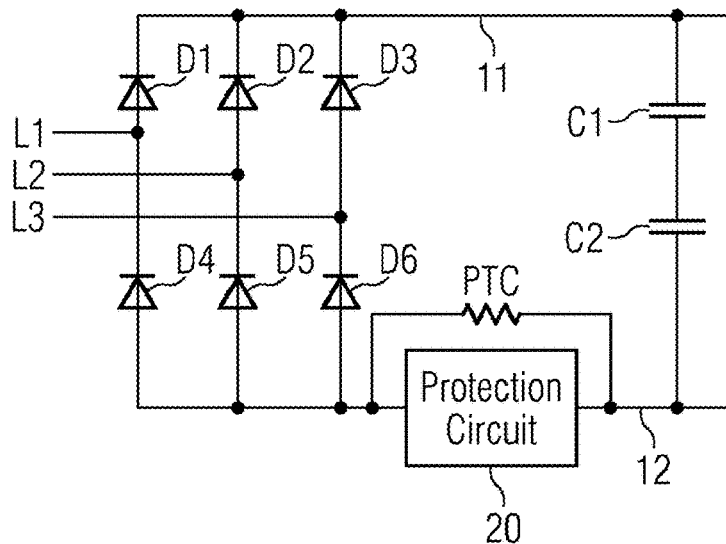 D1 D2 D3
11
C1
L1
L2
L3
C2
D4 D5 D6
PTC
Protection
Circuit
12
20